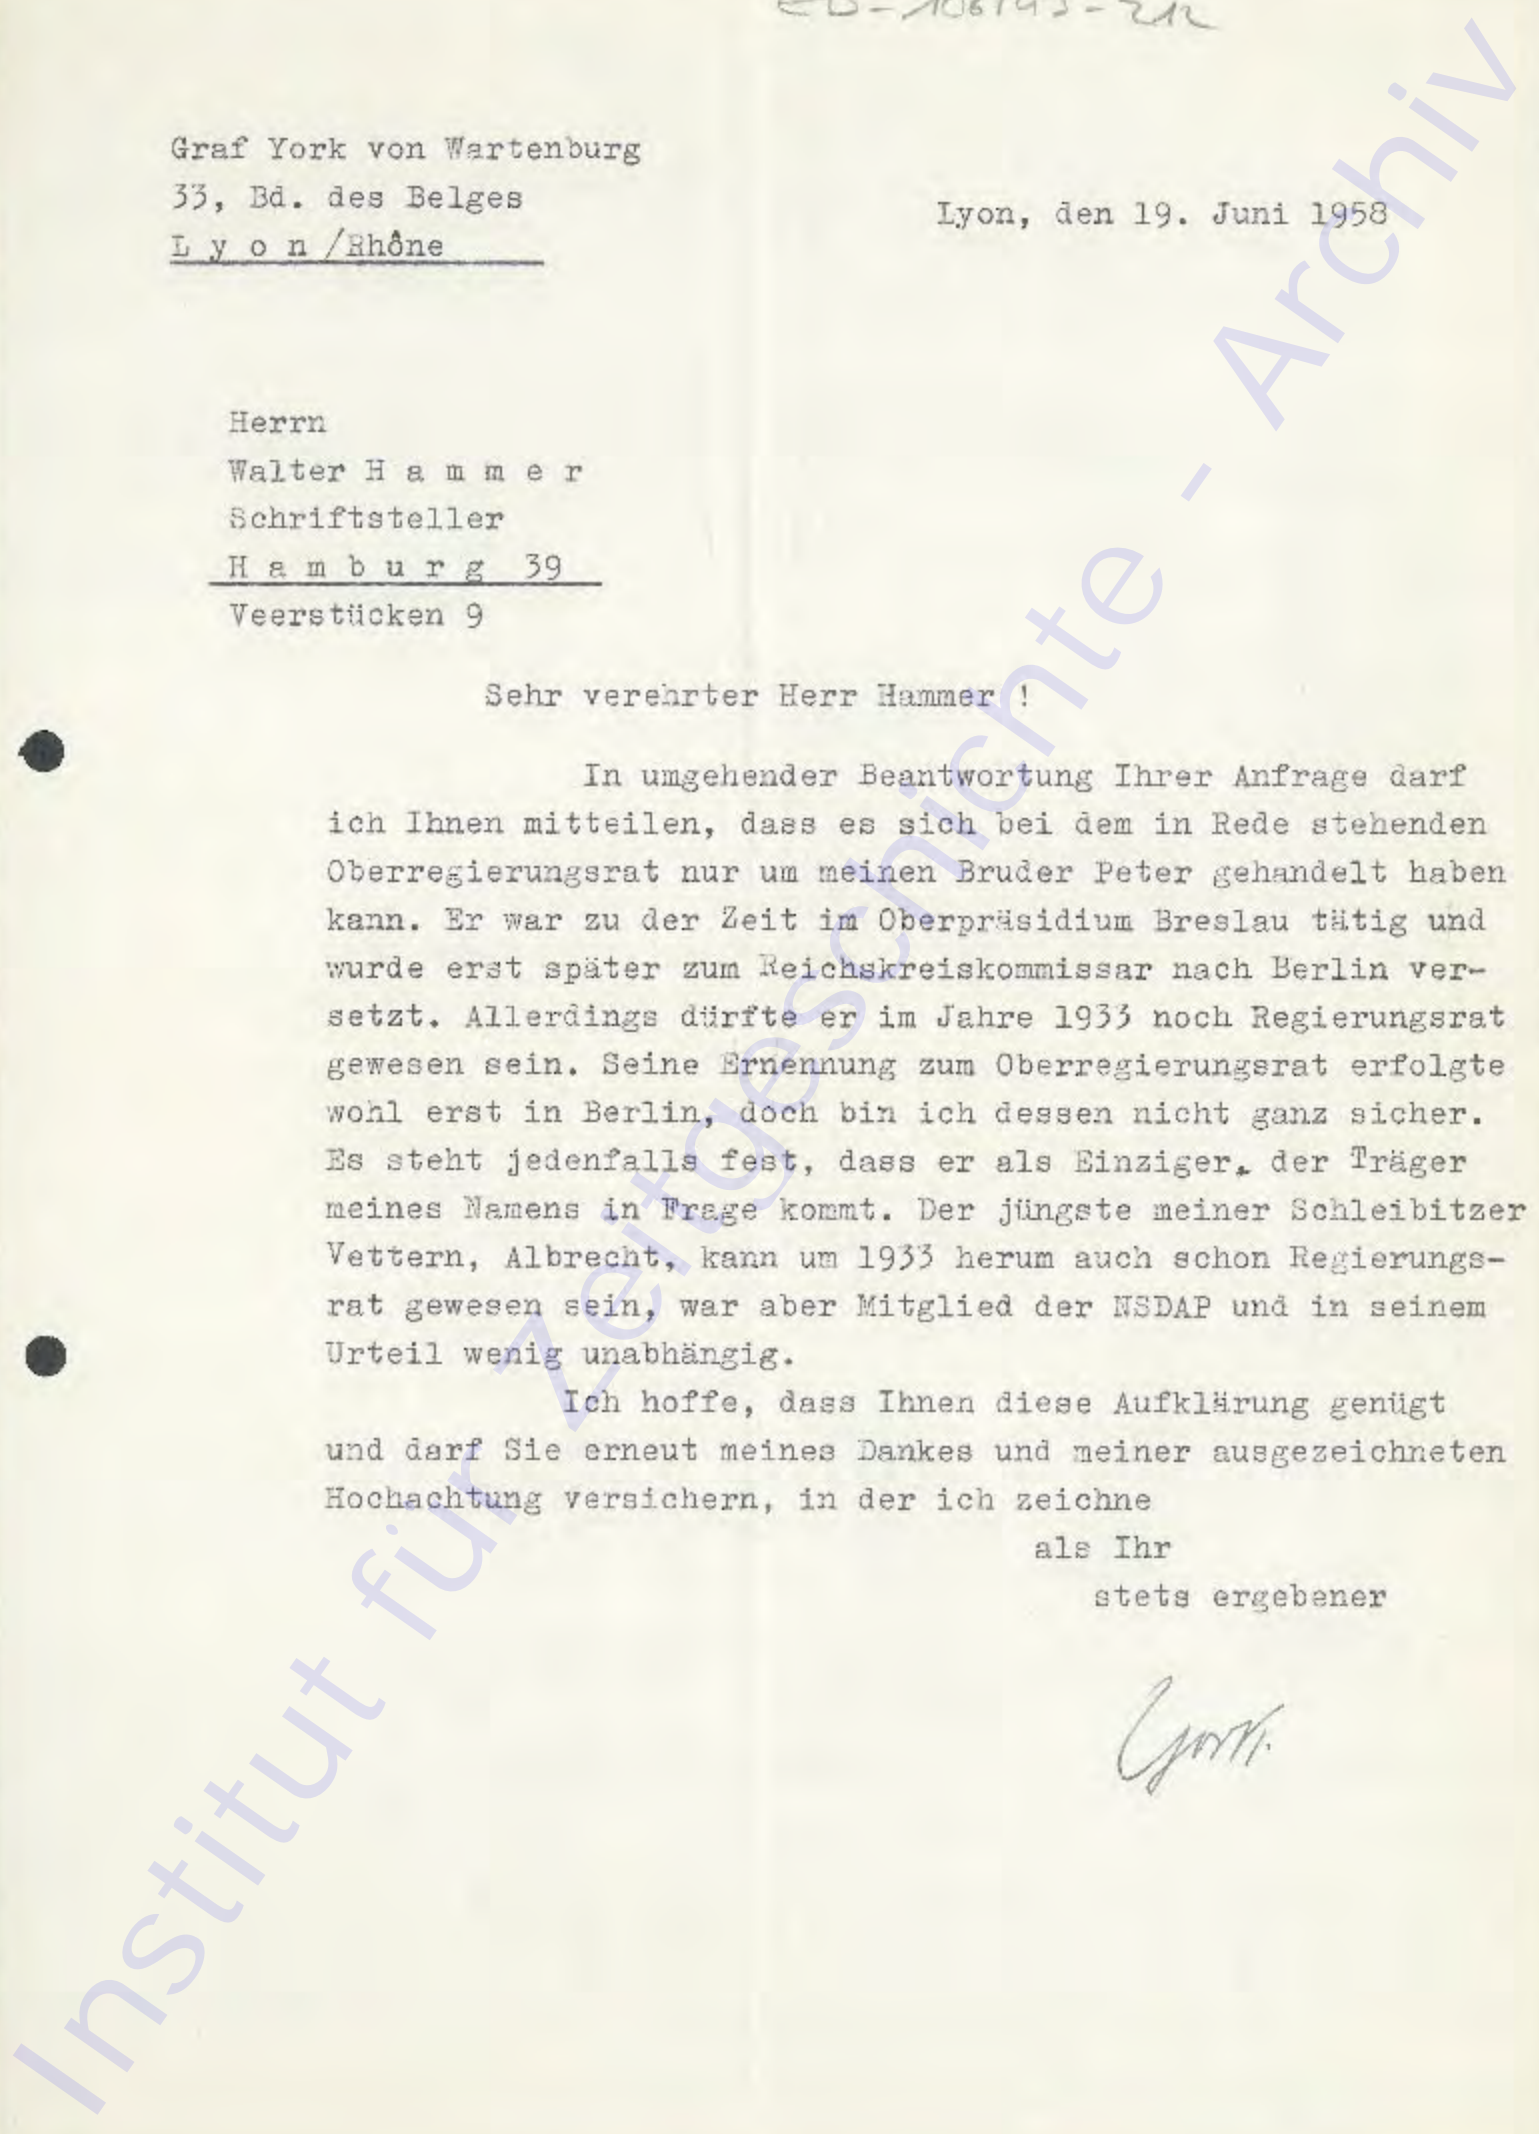 Graf York von Wartenburg
33, Bd. des Belges
L y o n /Rhône
Lyon, den 19. Juni 1958
Herrn
Walter H a m m e r
Schriftsteller
H a m b u r g 39
Veerstücken 9
Sehr verehrter Herr Hammer !
In umgehender Beantwortung Ihrer Anfrage darf
ich Ihnen mitteilen, dass es sich bei dem in Rede stehenden
Oberregierungsrat nur um meinen Bruder Peter gehandelt haben
kann. Er war zu der Zeit im Oberpräsidium Breslau tätig und
wurde erst später zum Reichskreiskommissar nach Berlin ver-
setzt. Allerdings dürfte er im Jahre 1933 noch Regierungsrat
gewesen sein. Seine Ernennung zum Oberregierungsrat erfolgte
wohl erst in Berlin, doch bin ich dessen nicht ganz sicher.
Es steht jedenfalls fest, dass er als Einziger, der Träger
meines Namens in Frage kommt. Der jüngste meiner Schleibitzer
Vettern, Albrecht, kann um 1933 herum auch schon Regierungs-
rat gewesen sein, war aber Mitglied der NSDAP und in seinem
Urteil wenig unabhängig.
Ich hoffe, dass Ihnen diese Aufklärung genügt
und darf Sie erneut meines Dankes und meiner ausgezeichneten
Hochachtung versichern, in der ich zeichne
als Ihr
stets ergebener
York.
Institut für Zeitgeschichte - Archiv